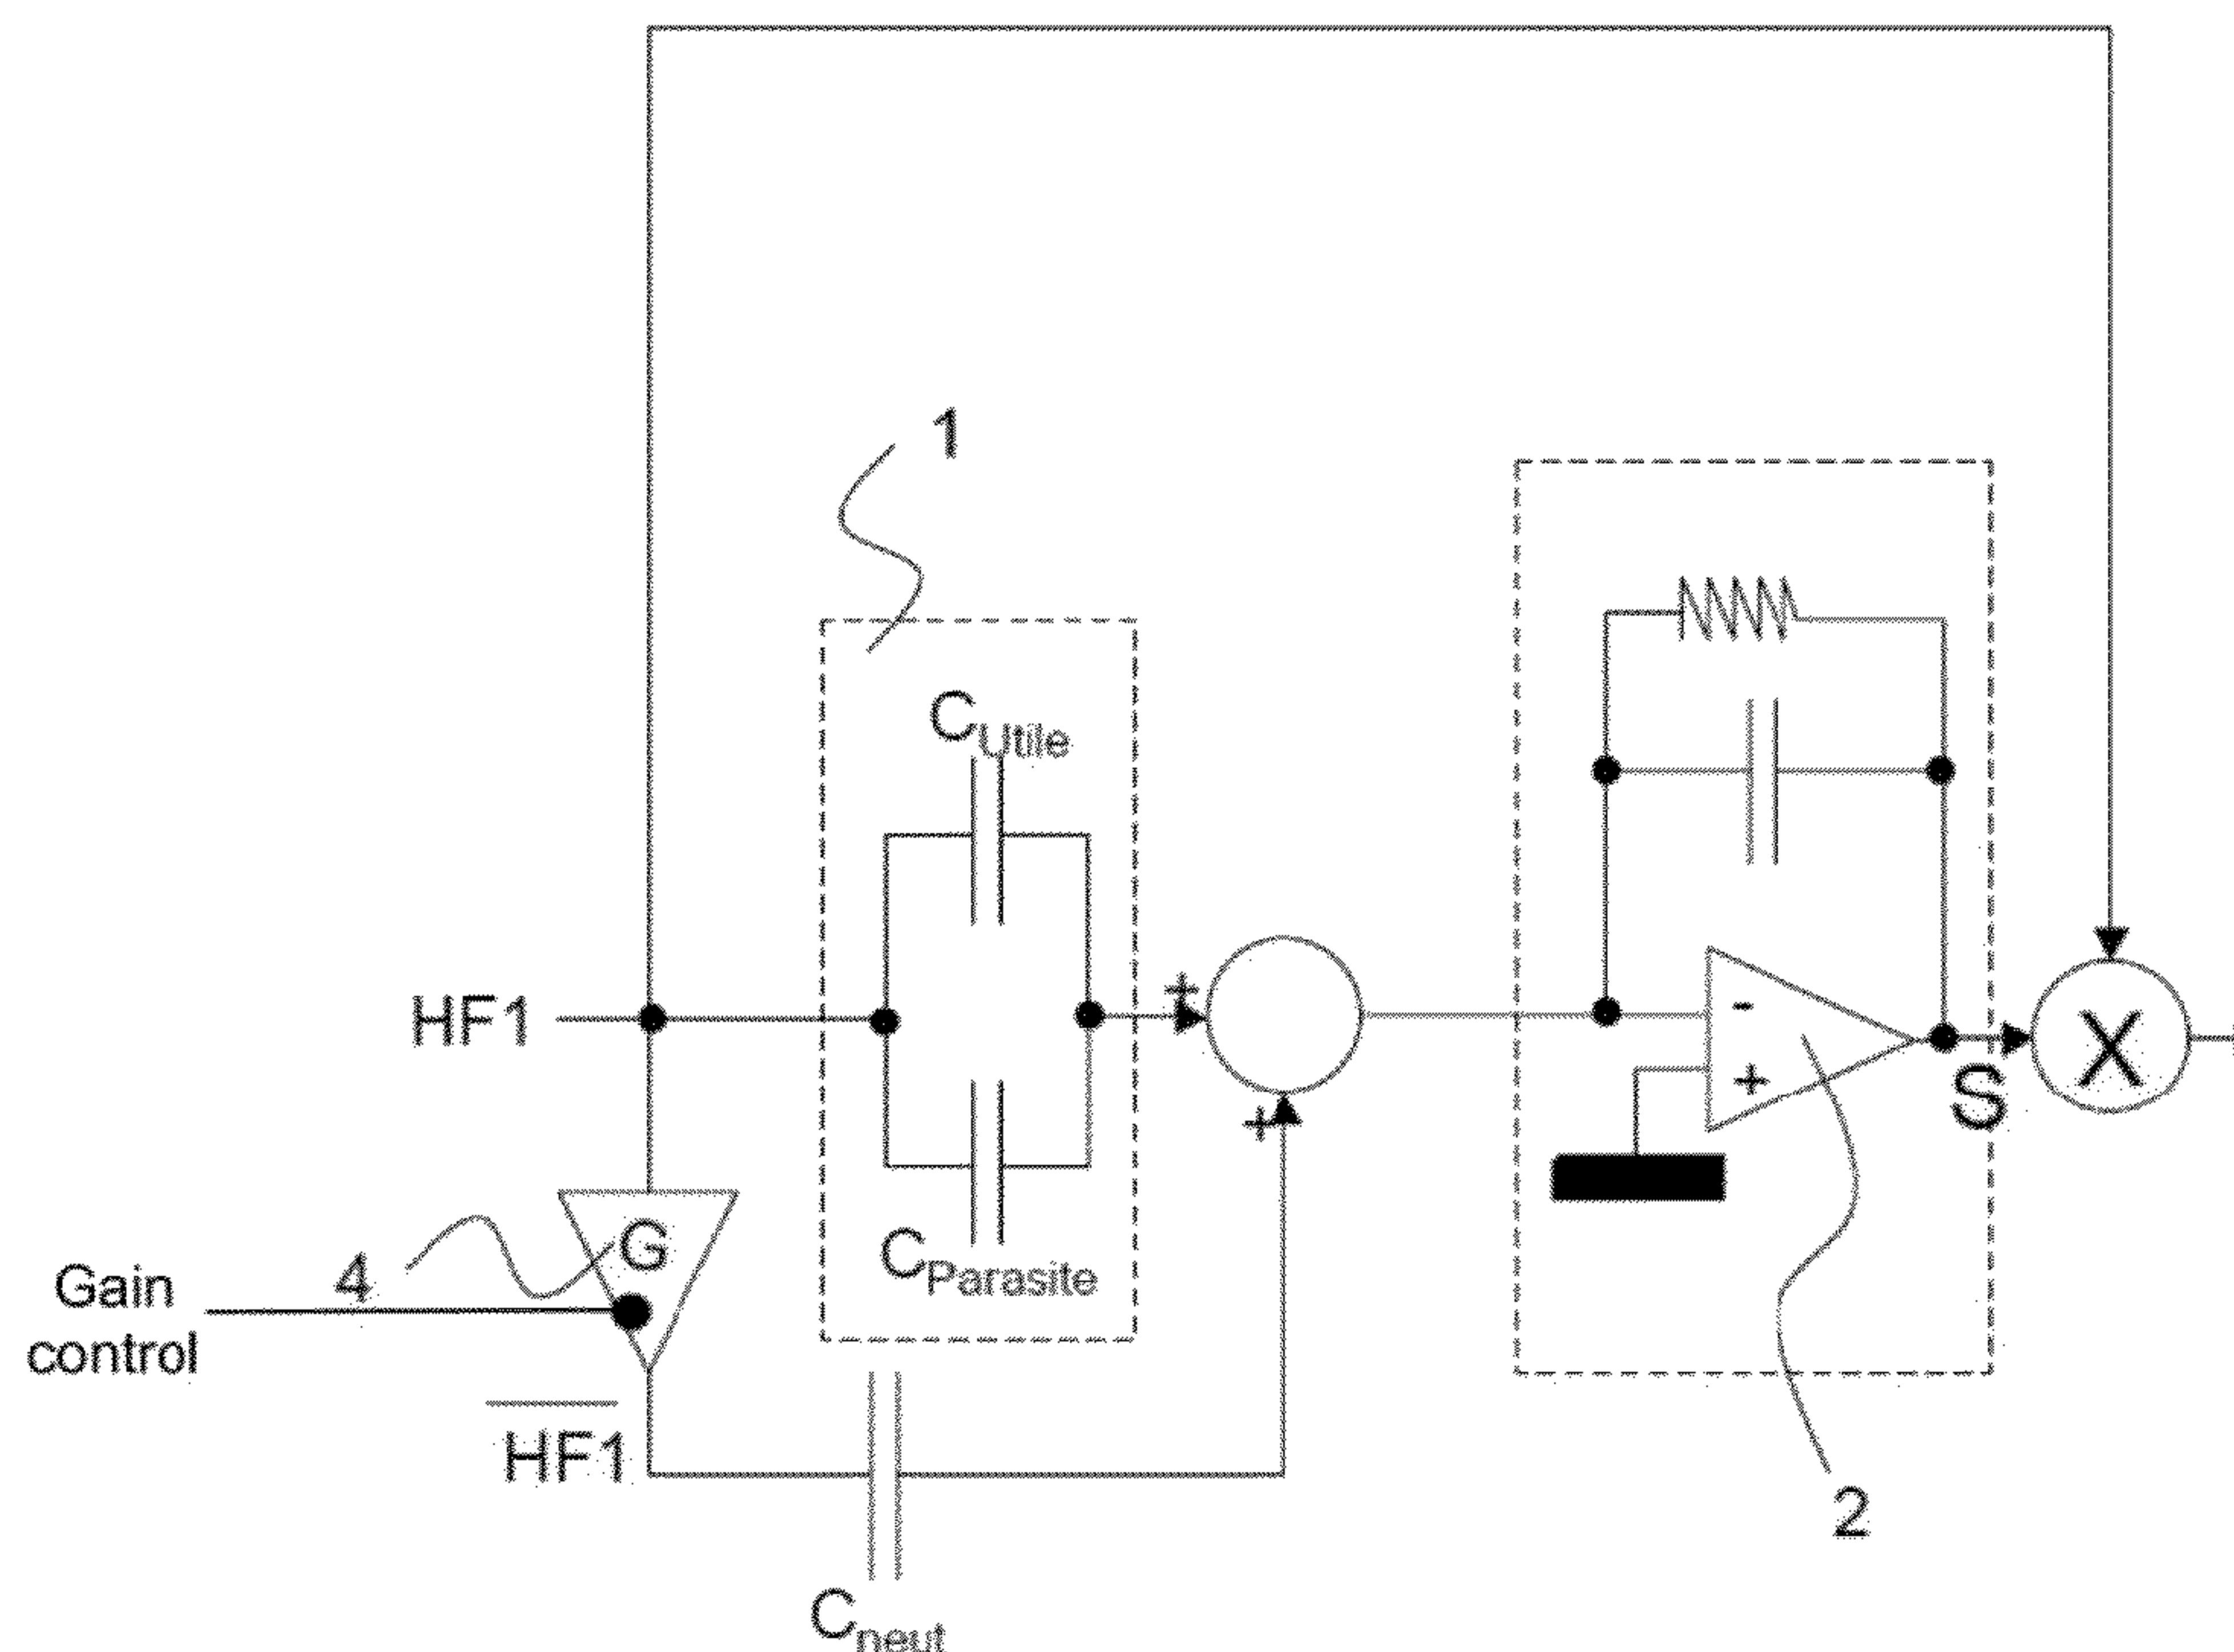 1
C_Utile
HF1
+
-
+
X
S
+
G
4
C_Parasite
Gain
control
HF1
2
C_neut